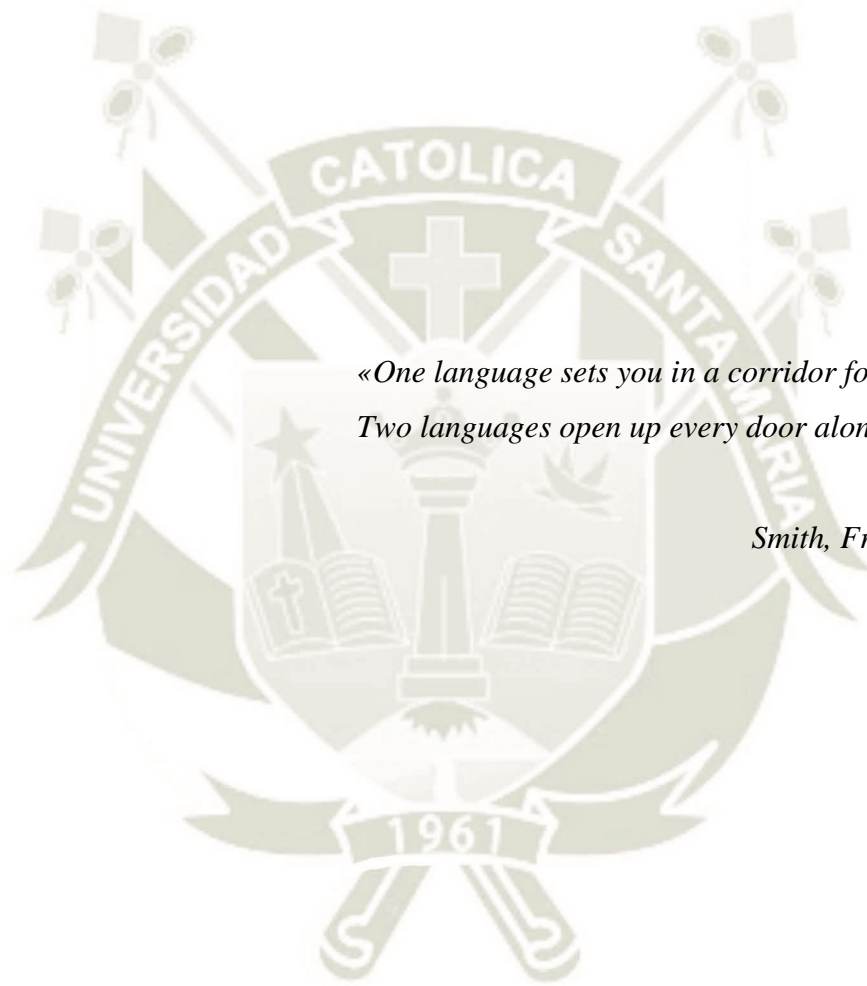 CATOLICA
UNIVERSIDAD
SANTA MARIA
«One language sets you in a corridor
Two languages open up every door
Smith,
1961